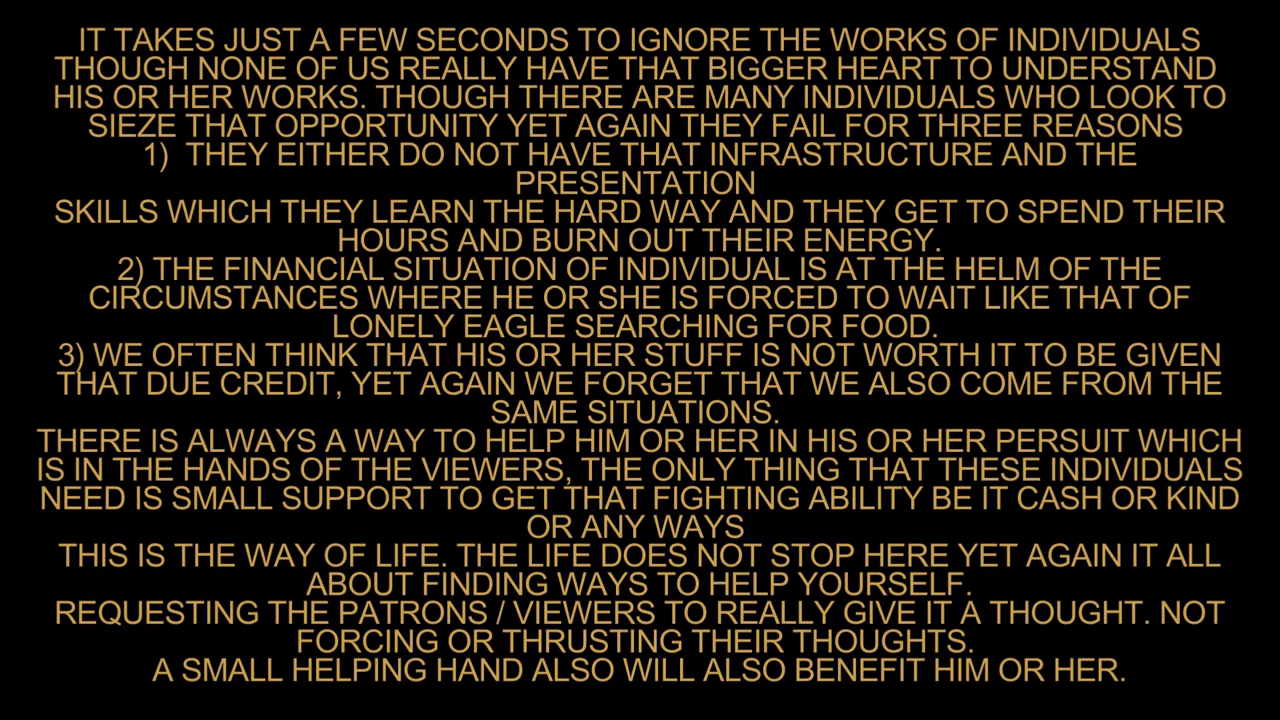 IT TAKES JUST A FEW SECONDS TO IGNORE THE WORKS OF INDIVIDUALS
THOUGH NONE OF US REALLY HAVE THAT BIGGER HEART TO UNDERSTAND
HIS OR HER WORKS. THOUGH THERE ARE MANY INDIVIDUALS WHO LOOK TO
SIEZE THAT OPPORTUNITY YET AGAIN THEY FAIL FOR THREE REASONS
1) THEY EITHER DO NOT HAVE THAT INFRASTRUCTURE AND THE
PRESENTATION
SKILLS WHICH THEY LEARN THE HARD WAY AND THEY GET TO SPEND THEIR
HOURS AND BURN OUT THEIR ENERGY.
2) THE FINANCIAL SITUATION OF INDIVIDUAL IS AT THE HELM OF THE
CIRCUMSTANCES WHERE HE OR SHE IS FORCED TO WAIT LIKE THAT OF
LONELY EAGLE SEARCHING FOR FOOD.
3) WE OFTEN THINK THAT HIS OR HER STUFF IS NOT WORTH IT TO BE GIVEN
THAT DUE CREDIT, YET AGAIN WE FORGET THAT WE ALSO COME FROM THE
SAME SITUATIONS.
THERE IS ALWAYS A WAY TO HELP HIM OR HER IN HIS OR HER PERSUIT WHICH
IS IN THE HANDS OF THE VIEWERS, THE ONLY THING THAT THESE INDIVIDUALS
NEED IS SMALL SUPPORT TO GET THAT FIGHTING ABILITY BE IT CASH OR KIND
OR ANY WAYS
THIS IS THE WAY OF LIFE. THE LIFE DOES NOT STOP HERE YET AGAIN IT ALL
ABOUT FINDING WAYS TO HELP YOURSELF.
REQUESTING THE PATRONS / VIEWERS TO REALLY GIVE IT A THOUGHT. NOT
FORCING OR THRUSTING THEIR THOUGHTS.
A SMALL HELPING HAND ALSO WILL ALSO BENEFIT HIM OR HER.